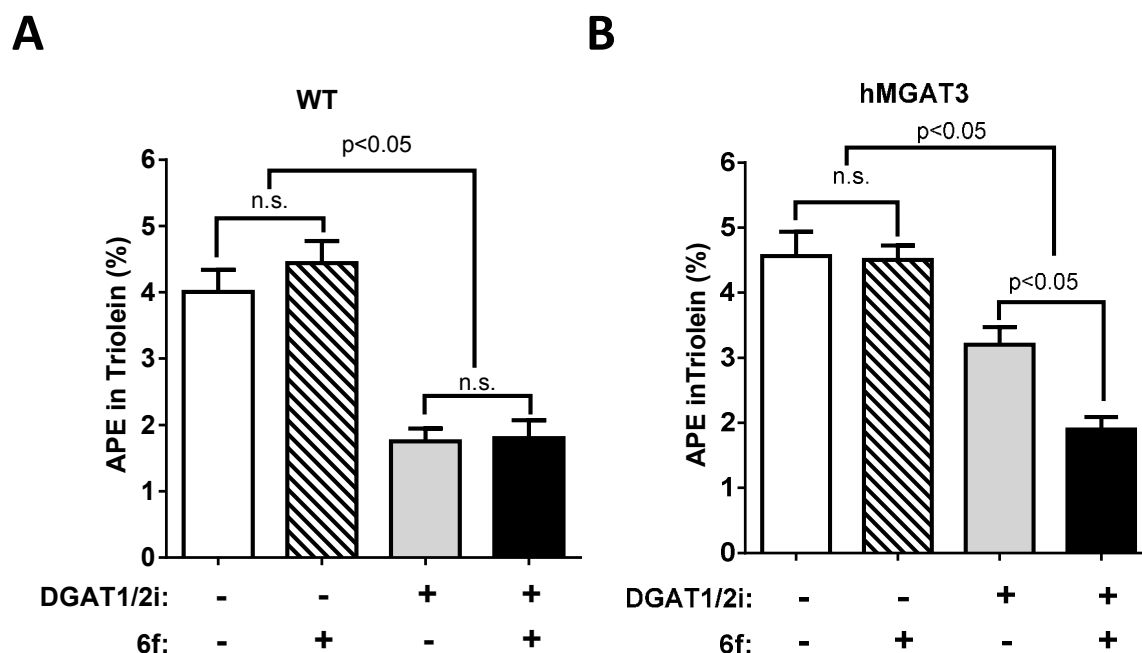 A
WT
p<0.05
n.s.
n.s.
APE in Triolein (%)
6
5
4
3
2
1
0
DGAT1/2i: - - + +
6f: - + - +
B
hMGAT3
p<0.05
n.s.
p<0.05
APE inTriolein (%)
6
5
4
3
2
1
0
DGAT1/2i: - - + +
6f: - + - +